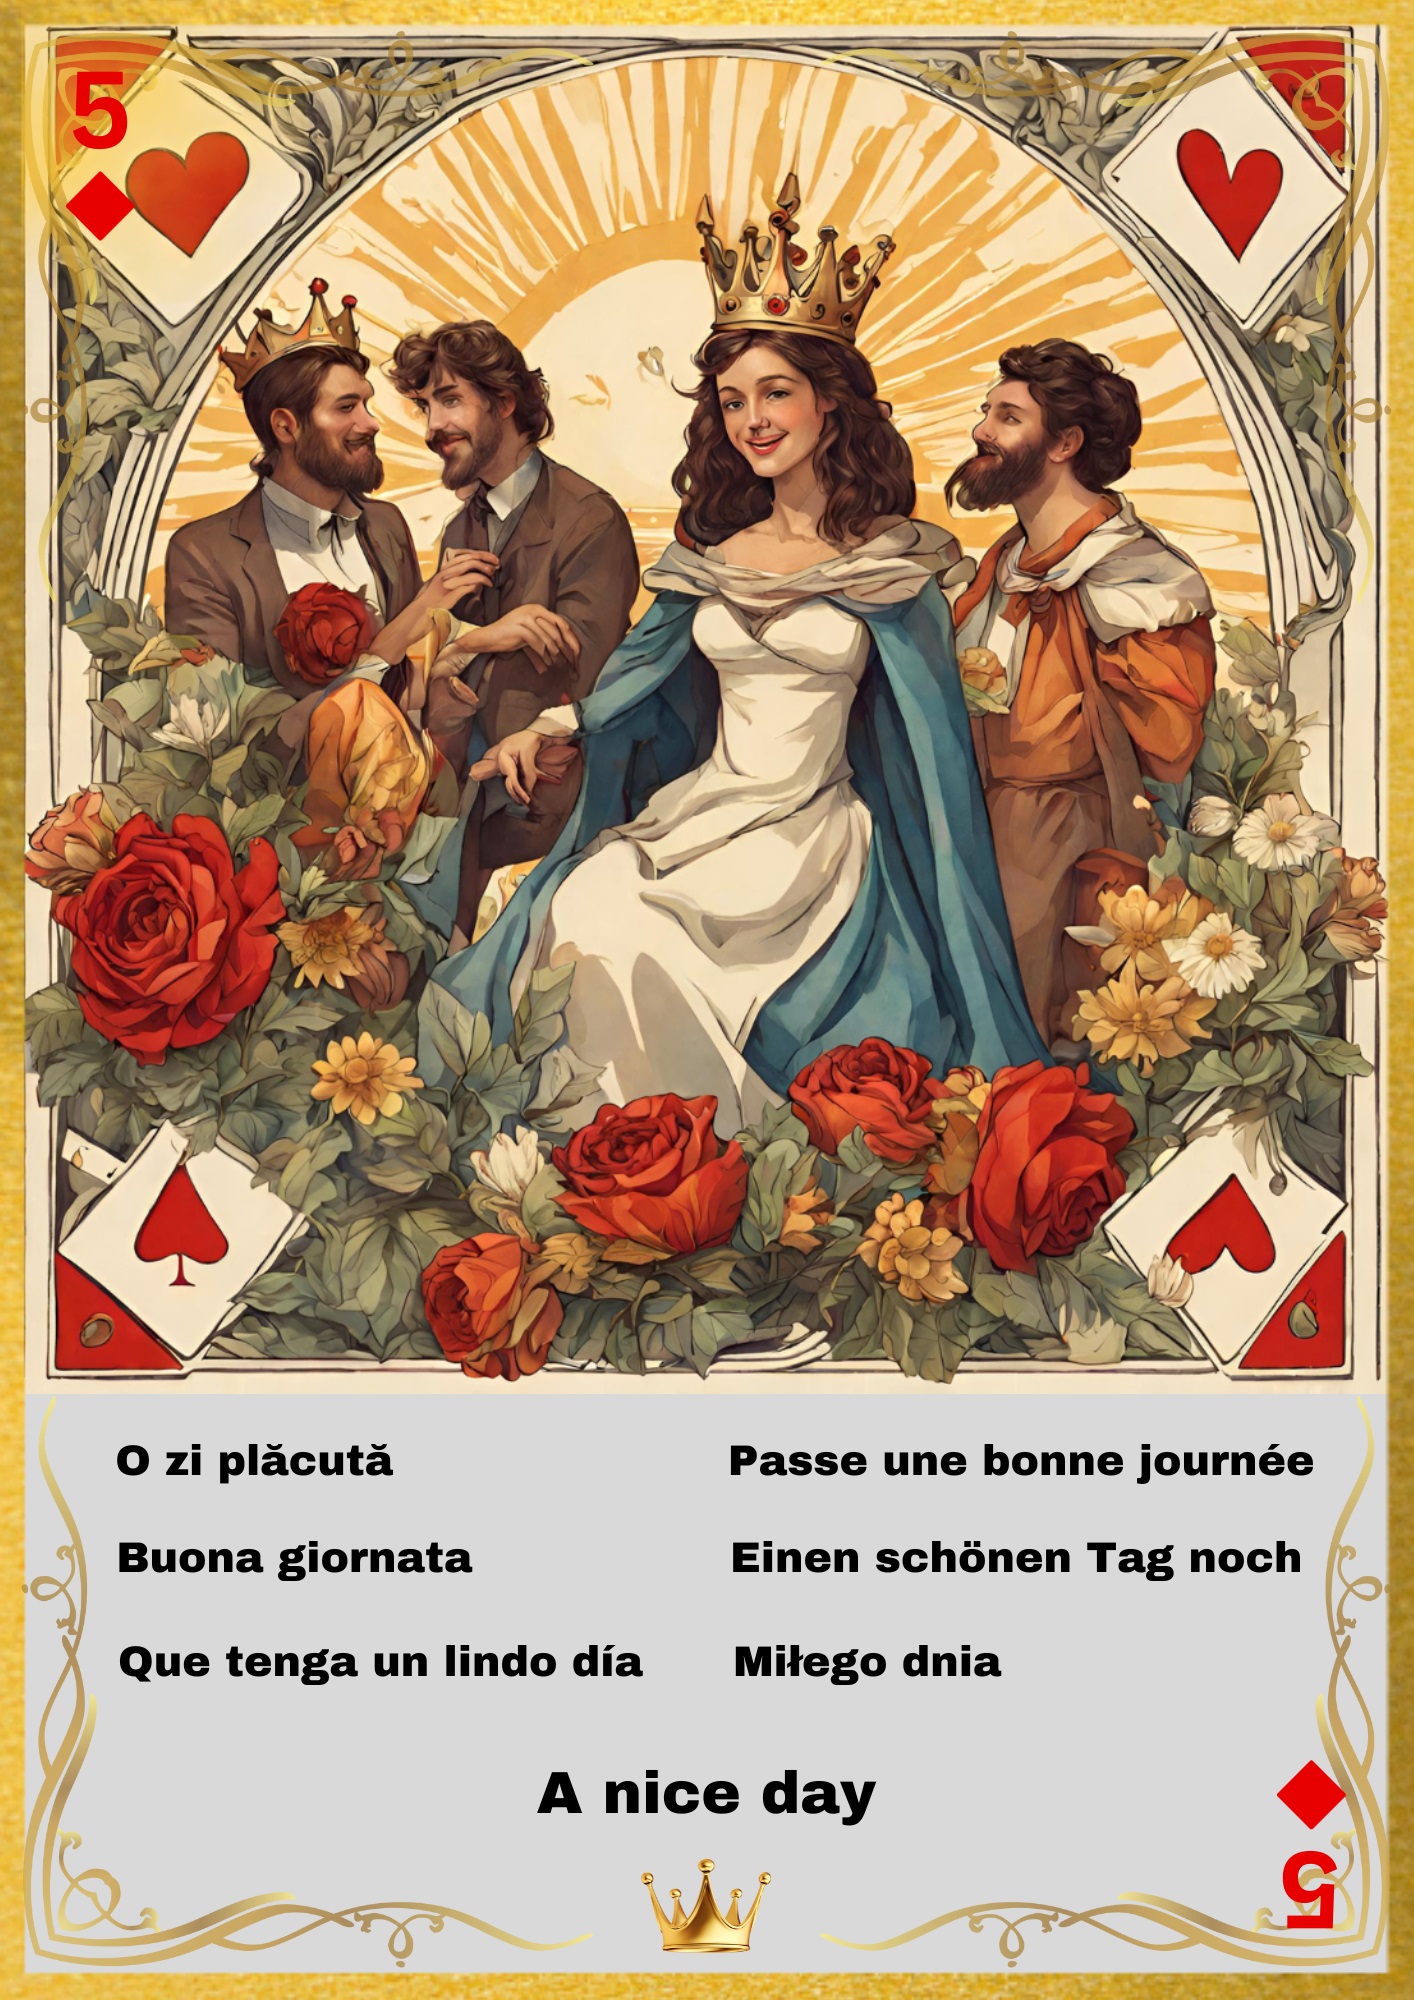 5
O zi plăcută
Passe une bonne journée
Buona giornata
Einen schönen Tag noch
Que tenga un lindo día
Miłego dnia
A nice day
5